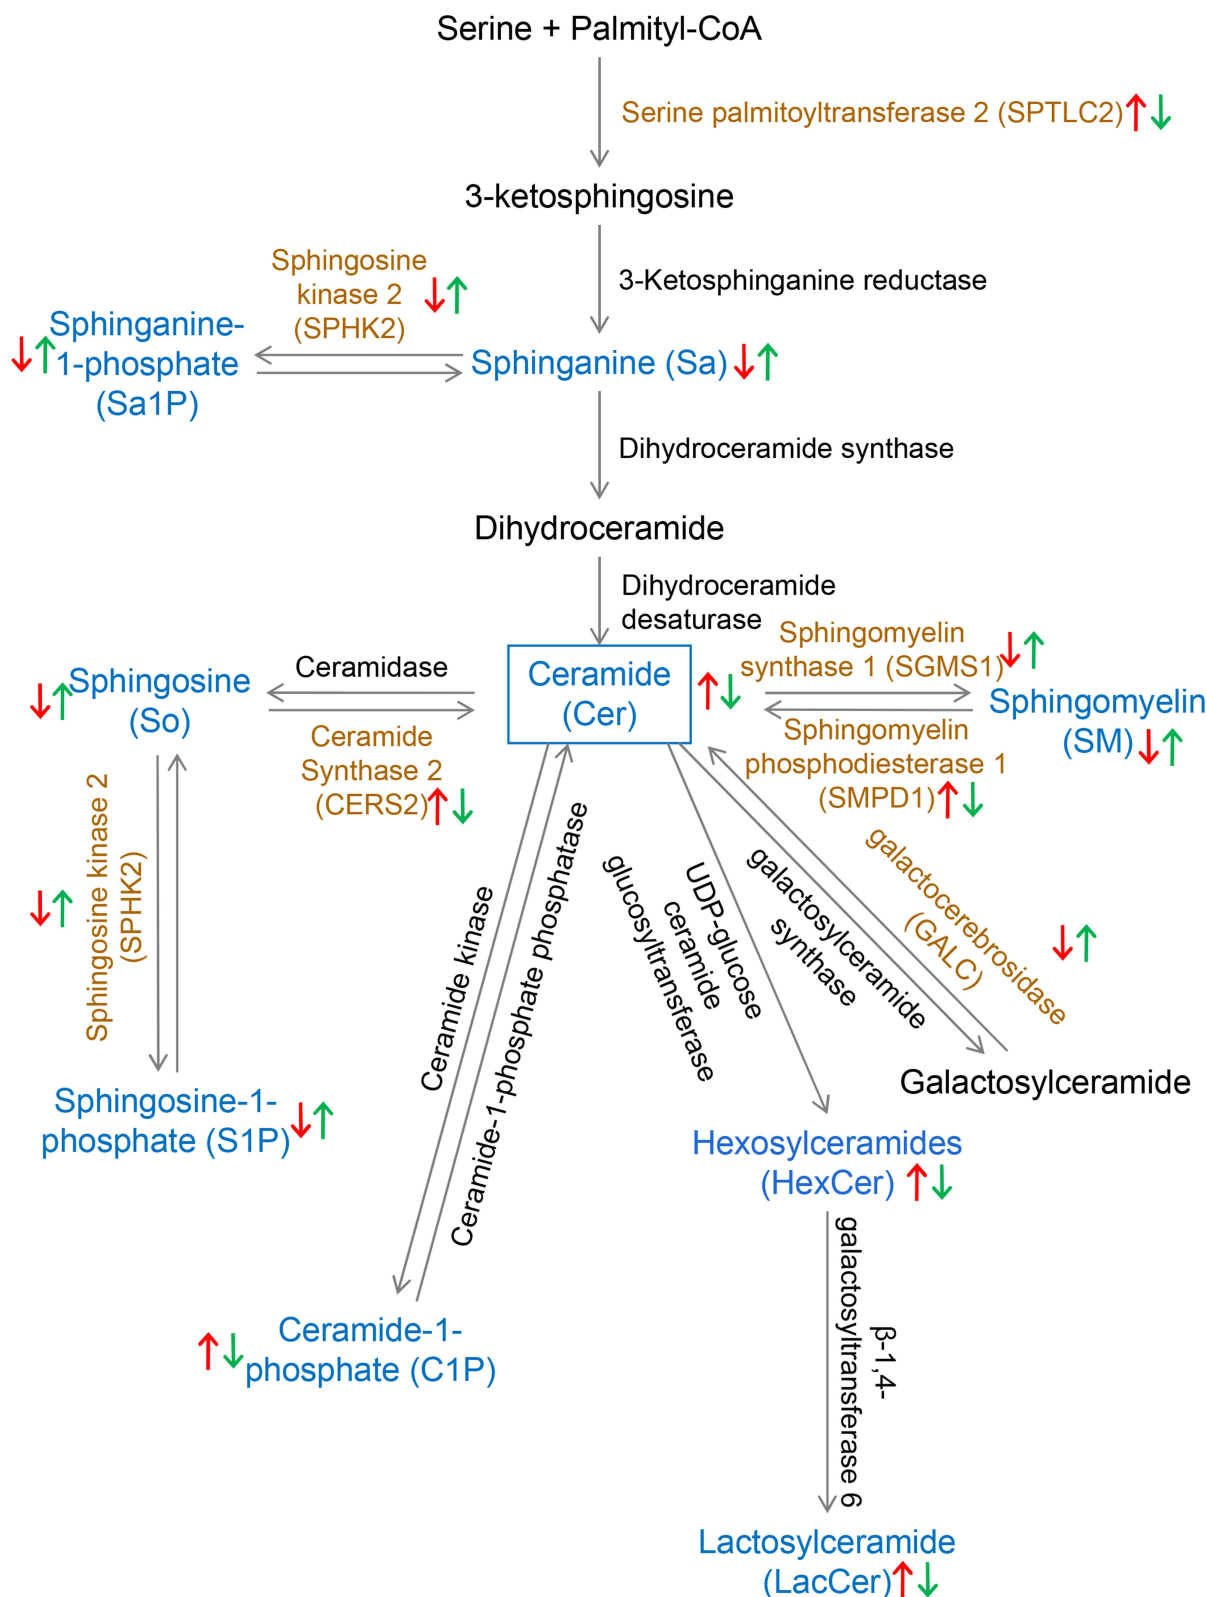 Serine + Palmityl-CoA
Serine palmitoyltransferase 2 (SPTLC2)
3-ketosphingosine
Sphingosine
kinase 2
(SPHK2)
3-Ketosphinganine reductase
Sphinganine-
1-phosphate
(Sa1P)
Sphinganine (Sa)
Dihydroceramide synthase
Dihydroceramide
Dihydroceramide
desaturase
Sphingosine
(So)
Ceramidase
Ceramide
Synthase 2
(CERS2)
Ceramide
(Cer)
Sphingomyelin
synthase 1 (SGMS1)
Sphingomyelin
phosphodiesterase 1
(SMPD1)
Sphingomyelin
(SM)
Sphingosine kinase 2
(SPHK2)
Ceramide kinase
Ceramide-1-phosphate phosphatase
UDP-glucose
ceramide
glucosyltransferase
galactosylceramide
synthase
galactocerebrosidase
(GALC)
Galactosylceramide
Sphingosine-1-
phosphate (S1P)
Hexosylceramides
(HexCer)
Ceramide-1-
phosphate (C1P)
β-1,4-
galactosyltransferase 6
Lactosylceramide
(LacCer)